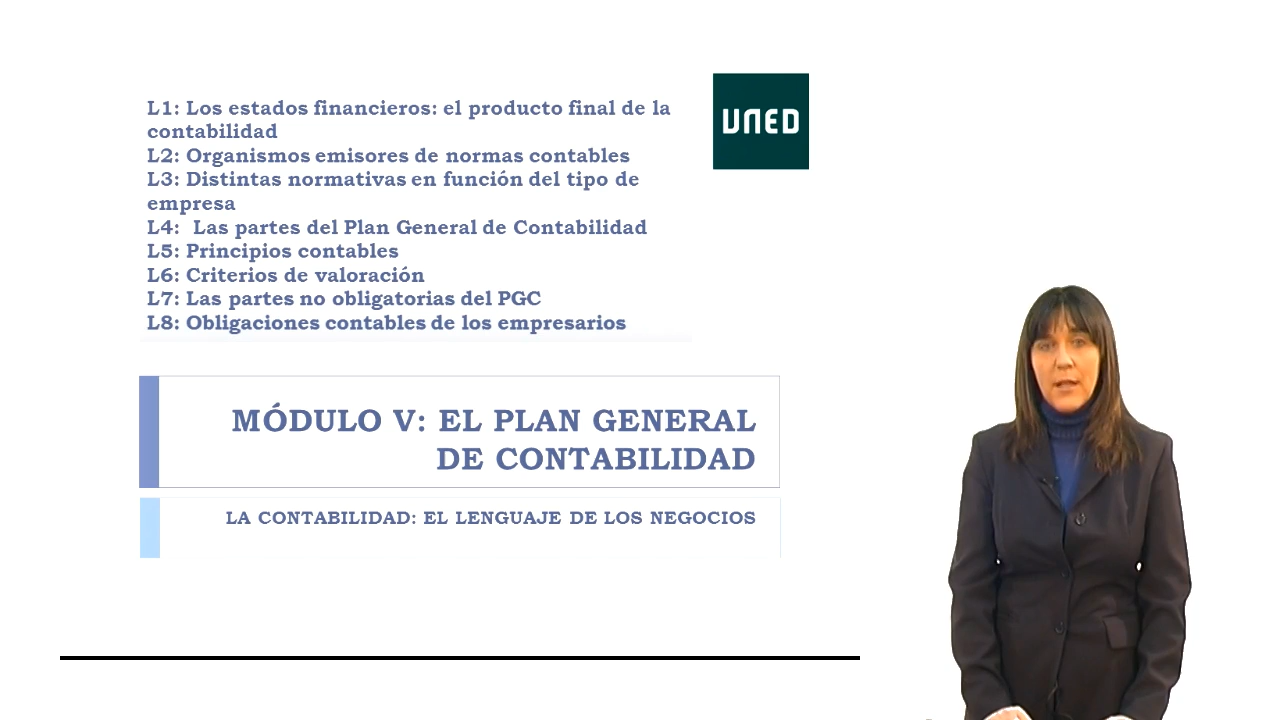 L1: Los estados financieros: el producto final de la
contabilidad
L2: Organismos emisores de normas contables
L3: Distintas normativas en función del tipo de
empresa
L4:  Las partes del Plan General de Contabilidad
L5: Principios contables
L6: Criterios de valoración
L7: Las partes no obligatorias del PGC
L8: Obligaciones contables de los empresarios
UNED
MÓDULO V: EL PLAN GENERAL
DE CONTABILIDAD
LA CONTABILIDAD: EL LENGUAJE DE LOS NEGOCIOS